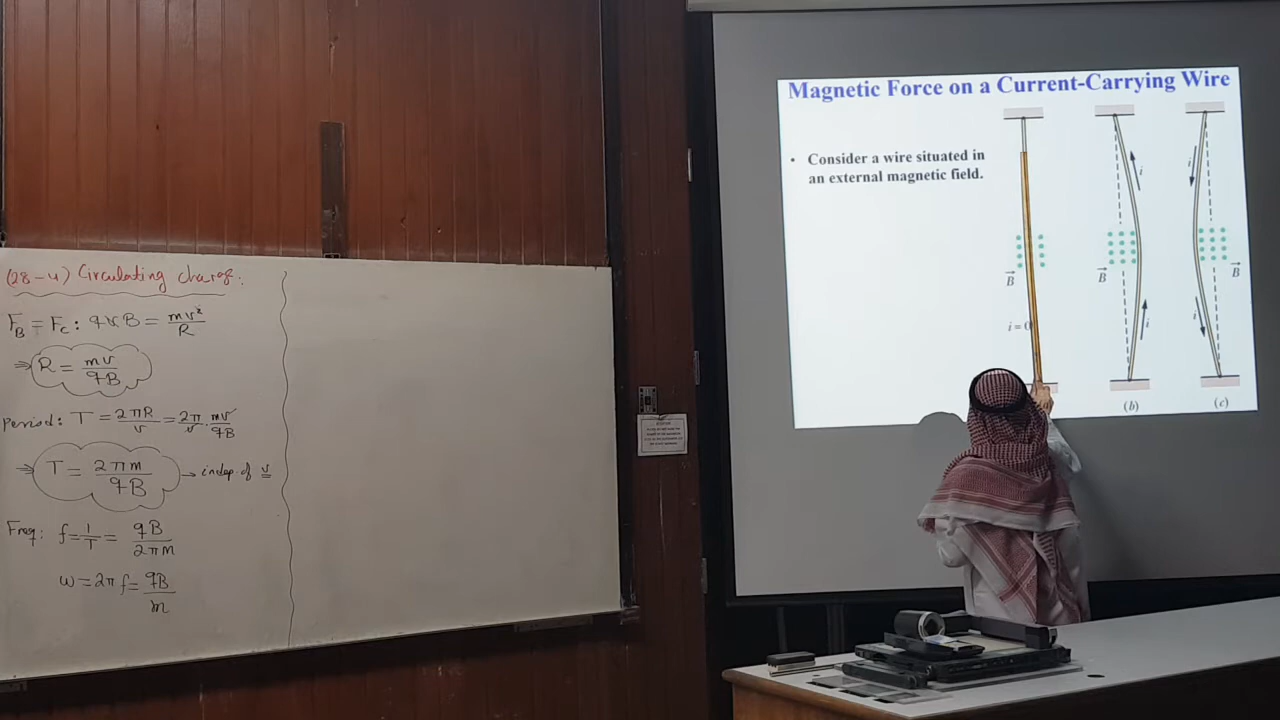 (28-4) Circulating charge.
F_B = F_C : qvB = mv²/R
⇒ R = mv/qB
Period: T = 2πR/v = 2π/v · mv/qB
⇒ T = 2πm/qB → indep. of v
Freq: f = 1/T = qB/2πm
ω = 2πf = qB/m
Magnetic Force on a Current-Carrying Wire
• Consider a wire situated in
an external magnetic field.
i
i
B
B
B
i = 0
i
i
(b)
(c)